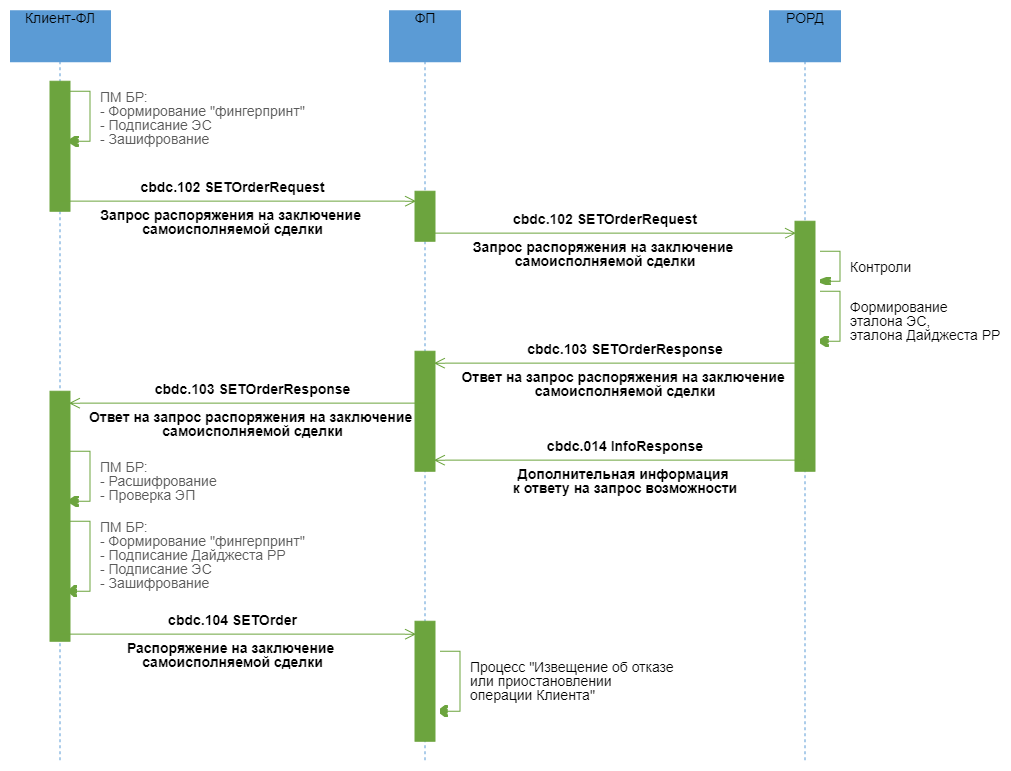 Клиент-ФЛ
ФП
РОРД
ПМ БР:
- Формирование "фингерпринт"
- Подписание ЭС
- Зашифрование
cbdc.102 SETOrderRequest
Запрос распоряжения на заключение
самоисполняемой сделки
cbdc.102 SETOrderRequest
Запрос распоряжения на заключение
самоисполняемой сделки
Контроли
Формирование
эталона ЭС,
эталона Дайджеста РР
cbdc.103 SETOrderResponse
Ответ на запрос распоряжения на заключение
самоисполняемой сделки
cbdc.103 SETOrderResponse
Ответ на запрос распоряжения на заключение
самоисполняемой сделки
cbdc.014 InfoResponse
Дополнительная информация
к ответу на запрос возможности
ПМ БР:
- Расшифрование
- Проверка ЭП
ПМ БР:
- Формирование "фингерпринт"
- Подписание Дайджеста РР
- Подписание ЭС
- Зашифрование
cbdc.104 SETOrder
Распоряжение на заключение
самоисполняемой сделки
Процесс "Извещение об отказе
или приостановлении
операции Клиента"